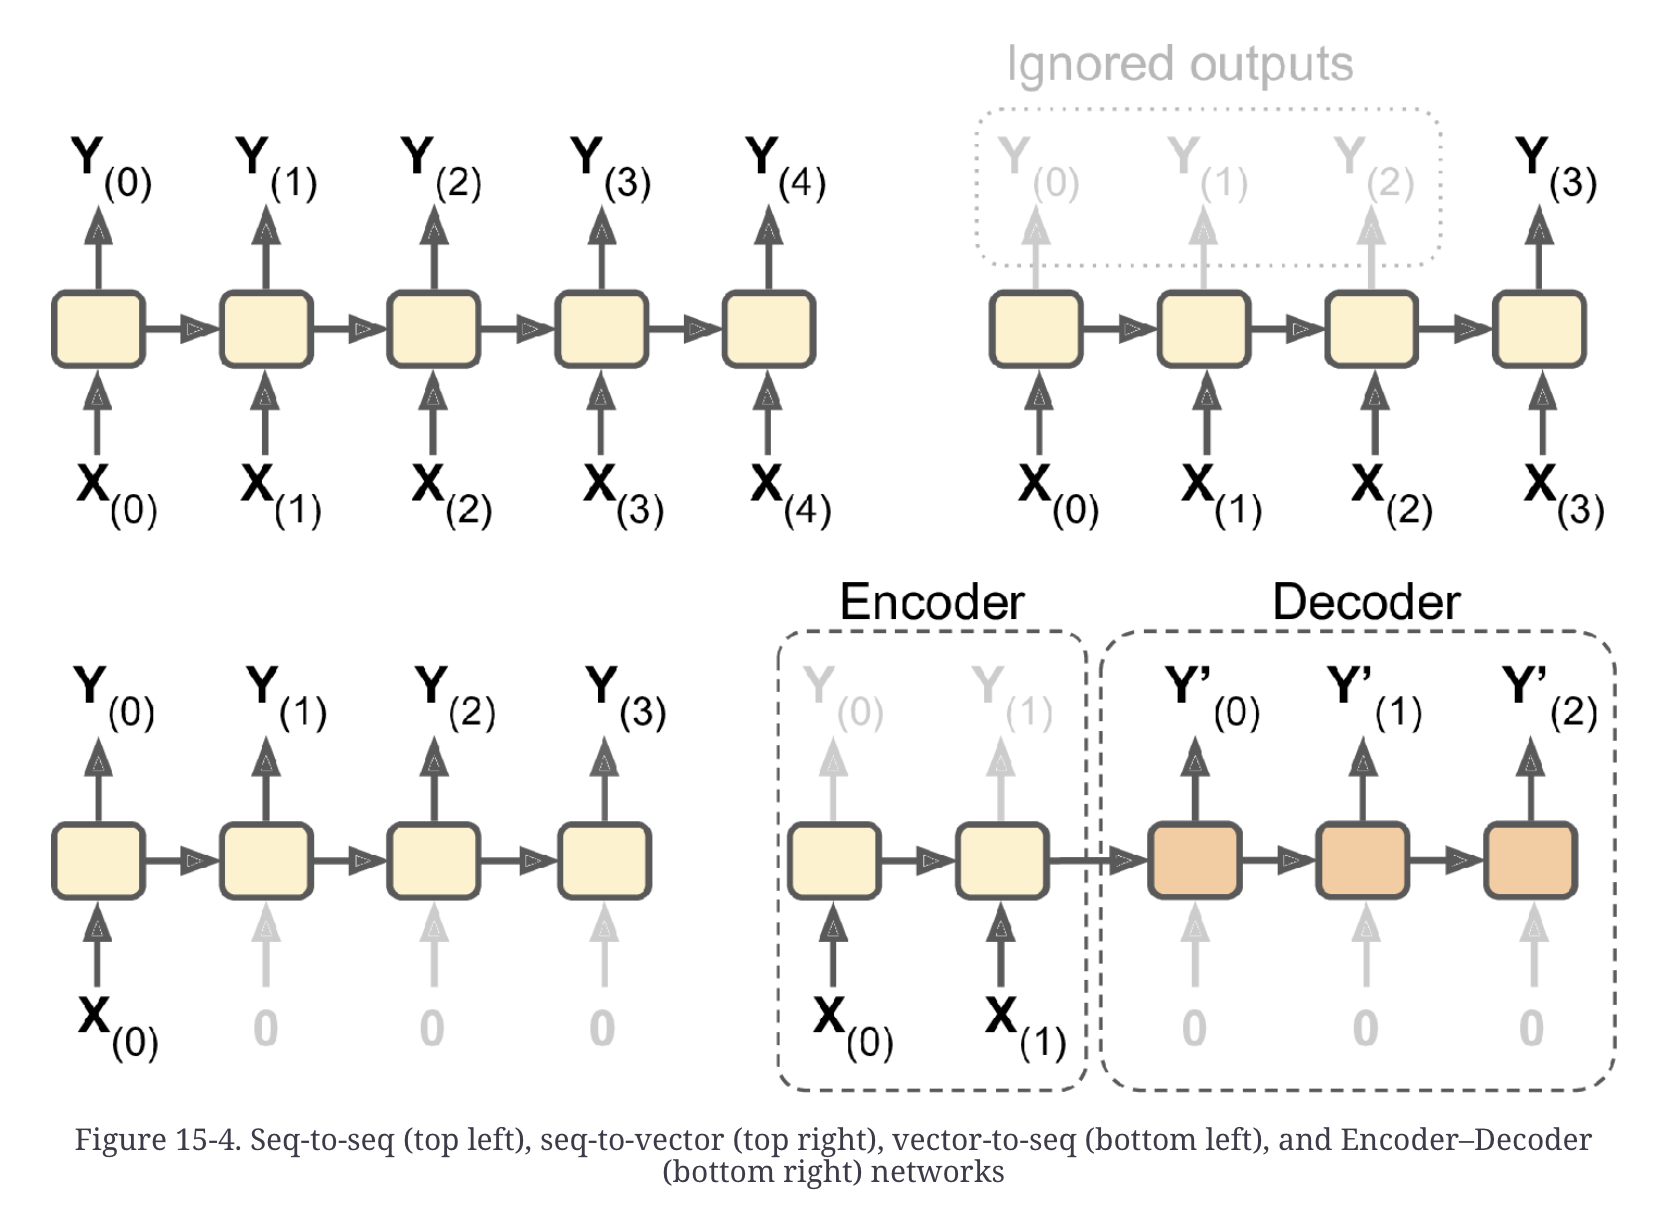 Ignored outputs
Y(0) Y(1) Y(2) Y(3) Y(4)
Y(0) Y(1) Y(2) Y(3)
X(0) X(1) X(2) X(3) X(4)
X(0) X(1) X(2) X(3)
Encoder
Decoder
Y(0) Y(1) Y(2) Y(3)
Y(0) Y(1)
Y’(0) Y’(1) Y’(2)
X(0) 0 0 0
X(0) X(1)
0 0 0
Figure 15-4. Seq-to-seq (top left), seq-to-vector (top right), vector-to-seq (bottom left), and Encoder–Decoder
(bottom right) networks